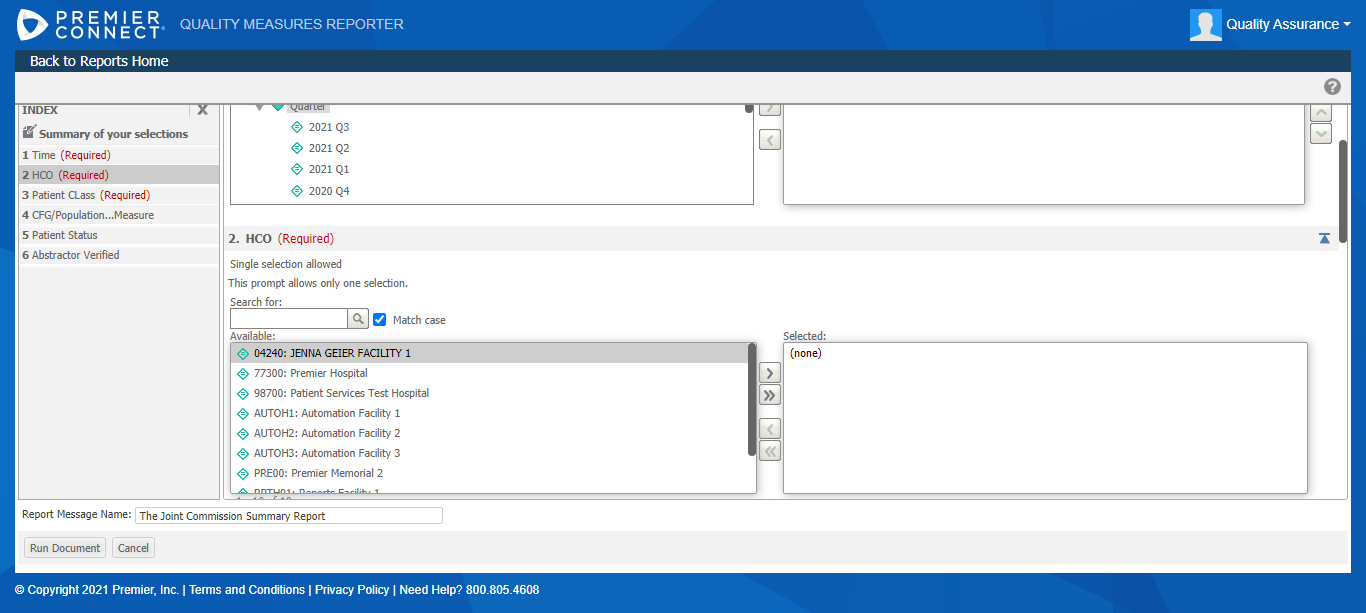 PREMIER CONNECT QUALITY MEASURES REPORTER
Quality Assurance
Back to Reports Home
?
INDEX X
Summary of your selections
1 Time (Required)
2 HCO (Required)
3 Patient CLass (Required)
4 CFG/Population...Measure
5 Patient Status
6 Abstractor Verified
Quarter
2021 Q3
2021 Q2
2021 Q1
2020 Q4
2. HCO (Required)
Single selection allowed
This prompt allows only one selection.
Search for:
Match case
Available:
04240: JENNA GEIER FACILITY 1
77300: Premier Hospital
98700: Patient Services Test Hospital
AUTOH1: Automation Facility 1
AUTOH2: Automation Facility 2
AUTOH3: Automation Facility 3
PRE00: Premier Memorial 2
Reports Facility 1
Selected:
(none)
Report Message Name: The Joint Commission Summary Report
Run Document Cancel
© Copyright 2021 Premier, Inc. | Terms and Conditions | Privacy Policy | Need Help? 800.805.4608